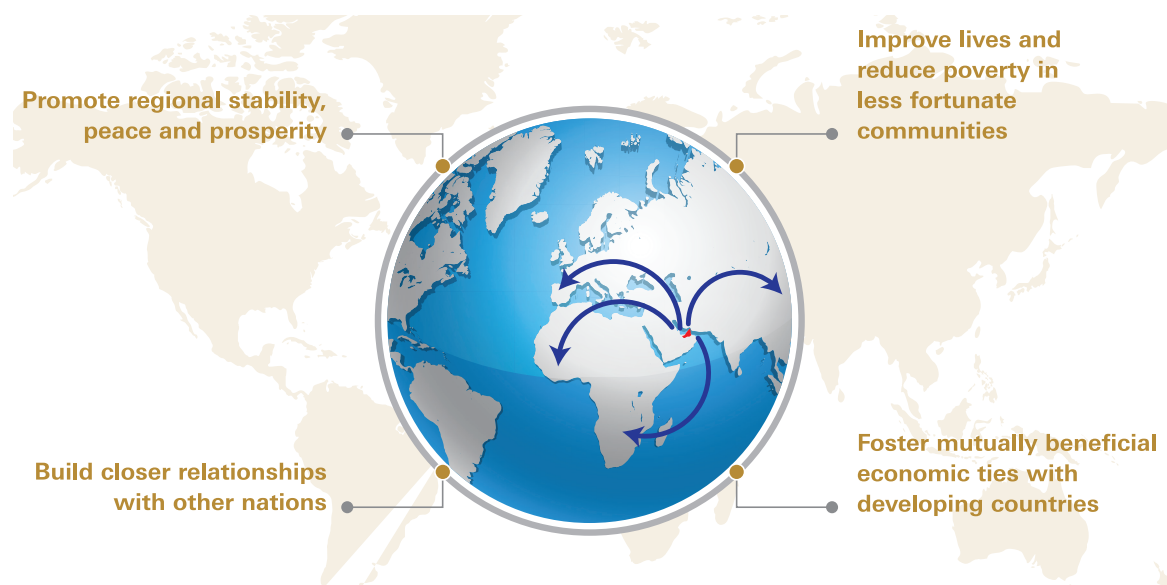 Promote regional stability,
peace and prosperity
Improve lives and
reduce poverty in
less fortunate
communities
Build closer relationships
with other nations
Foster mutually beneficial
economic ties with
developing countries